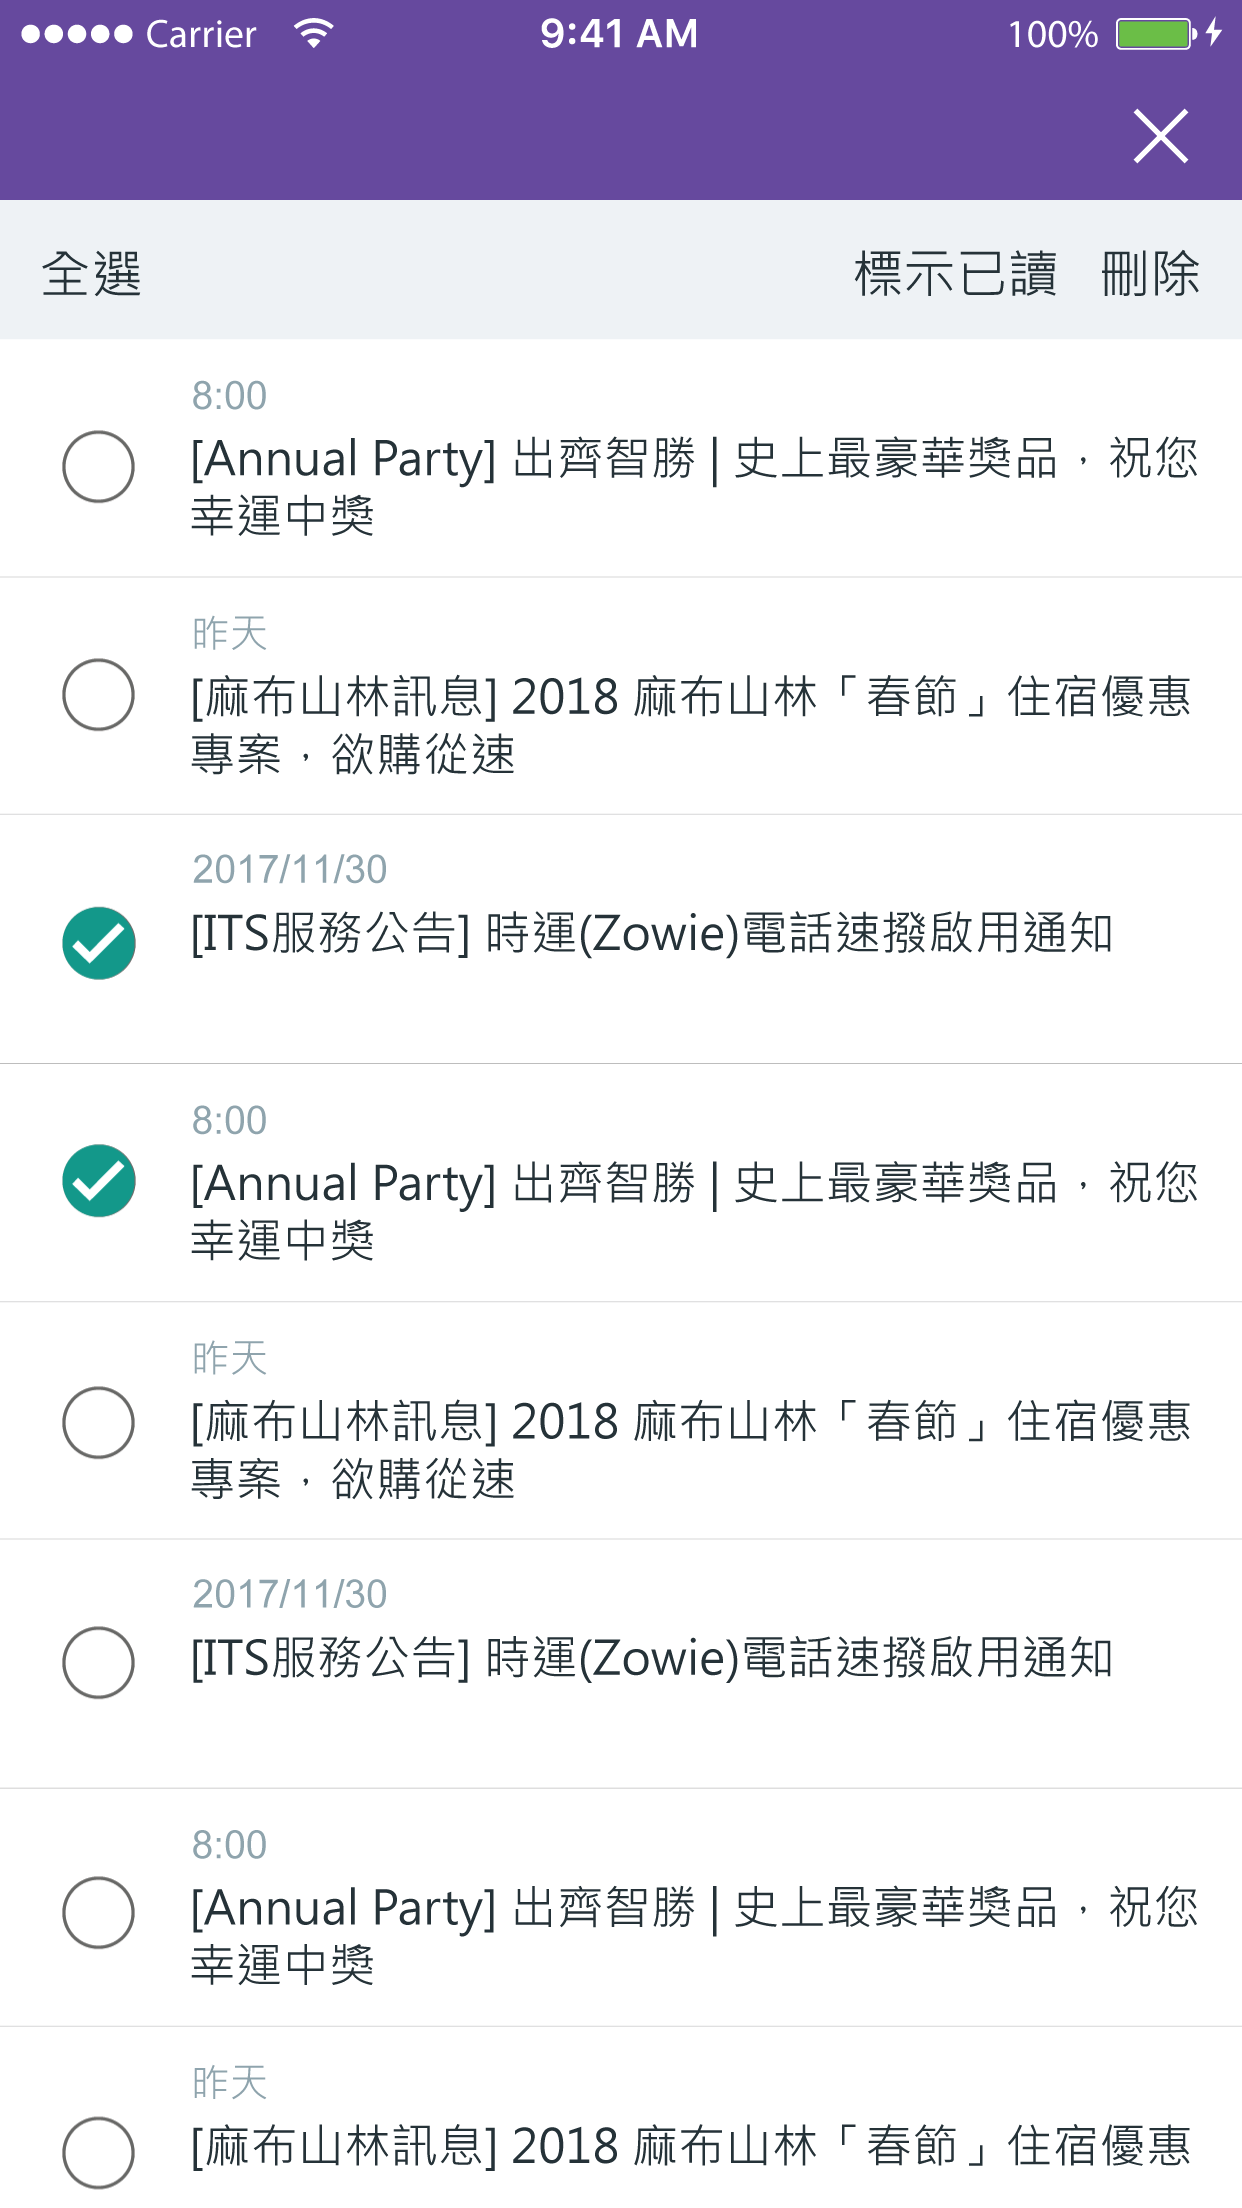 Carrier 9:41 AM 100%
全選 標示已讀 刪除
8:00
[Annual Party] 出齊智勝 | 史上最豪華獎品，祝您
幸運中獎
昨天
[麻布山林訊息] 2018 麻布山林「春節」住宿優惠
專案，欲購從速
2017/11/30
[ITS服務公告] 時運(Zowie)電話速撥啟用通知
8:00
[Annual Party] 出齊智勝 | 史上最豪華獎品，祝您
幸運中獎
昨天
[麻布山林訊息] 2018 麻布山林「春節」住宿優惠
專案，欲購從速
2017/11/30
[ITS服務公告] 時運(Zowie)電話速撥啟用通知
8:00
[Annual Party] 出齊智勝 | 史上最豪華獎品，祝您
幸運中獎
昨天
[麻布山林訊息] 2018 麻布山林「春節」住宿優惠